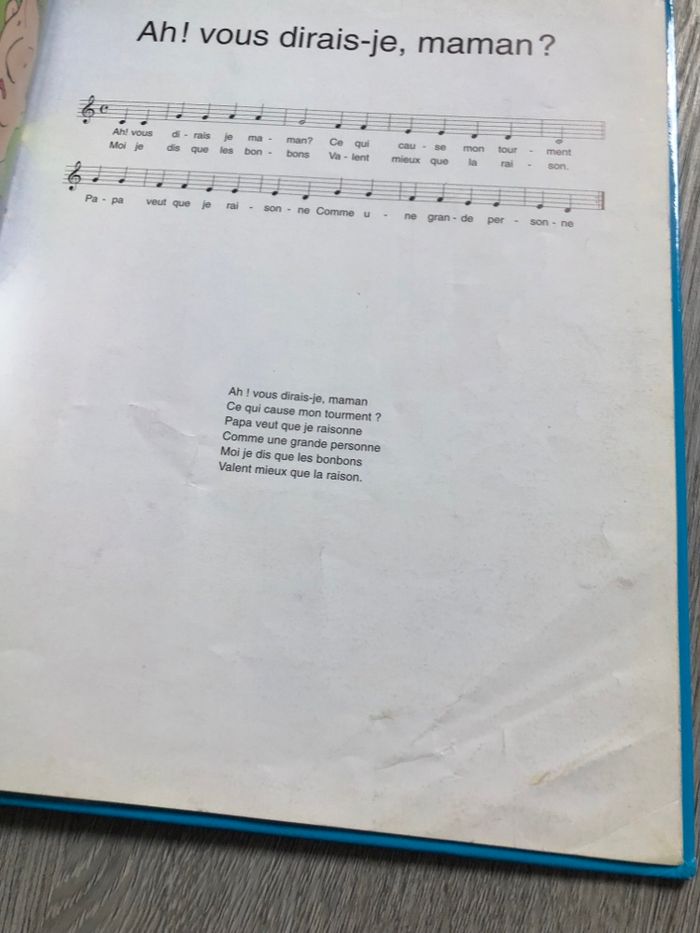 Ah! vous dirais-je, maman ?
Ah! vous di - rais je ma - man? Ce qui cau - se mon tour - ment
Moi je dis que les bon - bons Va - lent mieux que la rai - son.
Pa - pa veut que je rai - son - ne Comme u - ne gran - de per - son - ne
Ah ! vous dirais-je, maman
Ce qui cause mon tourment ?
Papa veut que je raisonne
Comme une grande personne
Moi je dis que les bonbons
Valent mieux que la raison.